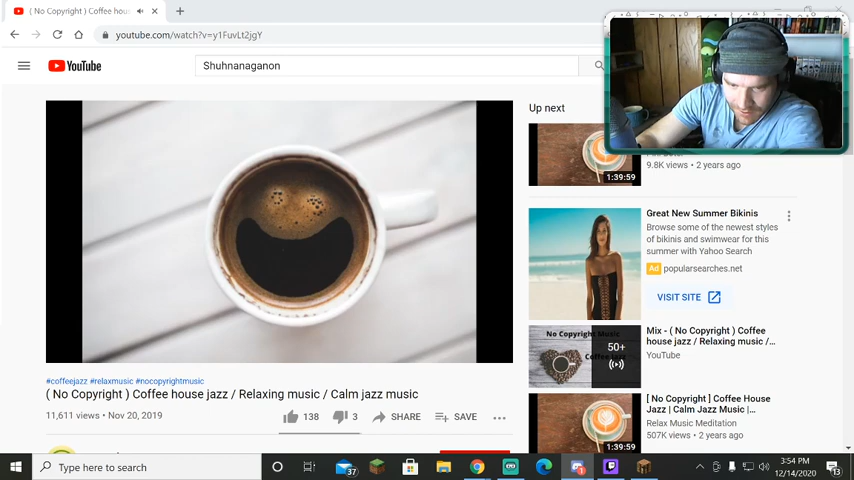 ( No Copyright ) Coffee hous
youtube.com/watch?v=y1FuvLt2jgY
YouTube
Shuhnanaganon
Up next
1:39:59
9.8K views • 2 years ago
Great New Summer Bikinis
Browse some of the newest styles
of bikinis and swimwear for this
summer with Yahoo Search
Ad popularsearches.net
VISIT SITE
No Copyright Music
50+
Mix - ( No Copyright ) Coffee
house jazz / Relaxing music /...
YouTube
#coffeejazz #relaxmusic #nocopyrightmusic
( No Copyright ) Coffee house jazz / Relaxing music / Calm jazz music
11,611 views • Nov 20, 2019
138
3
SHARE
SAVE
[ No Copyright ] Coffee House
Jazz | Calm Jazz Music |...
Relax Music Meditation
507K views • 2 years ago
1:39:59
Type here to search
37
3:54 PM
12/14/2020
13